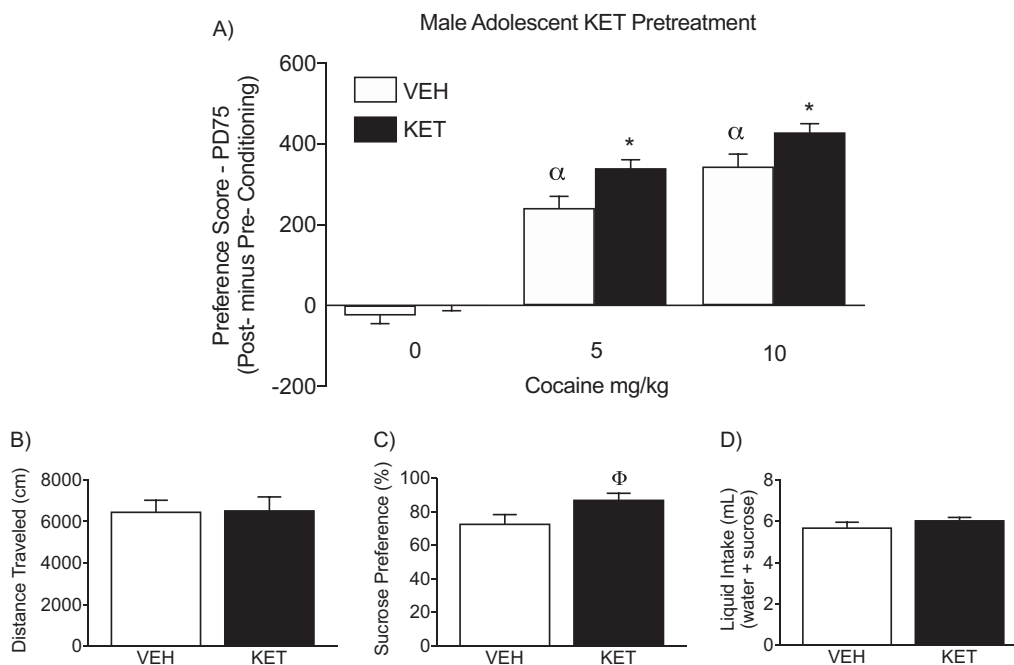 A)
Male Adolescent KET Pretreatment
Preference Score - PD75
(Post- minus Pre- Conditioning)
600
400
200
0
-200
VEH
KET
α
*
α
*
0
5
10
Cocaine mg/kg
B)
Distance Traveled (cm)
8000
6000
4000
2000
0
VEH
KET
C)
Sucrose Preference (%)
100
80
60
40
20
0
Φ
VEH
KET
D)
Liquid Intake (mL)
(water + sucrose)
8
6
4
2
0
VEH
KET